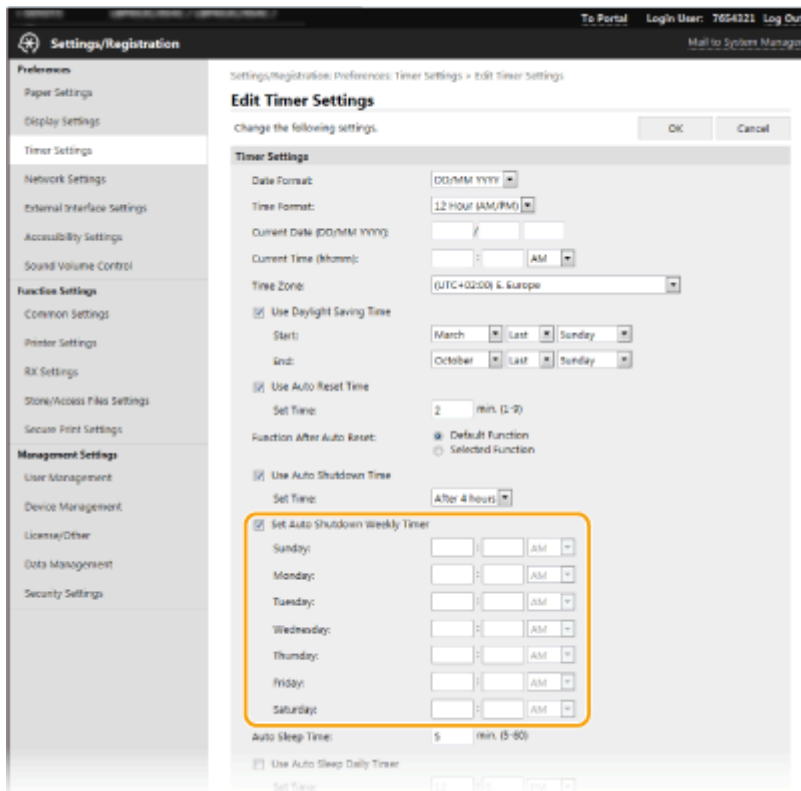 To Portal Login User: 7654321 Log Ou
Settings/Registration Mail to System Manager
Preferences
Paper Settings
Display Settings
Timer Settings
Network Settings
External Interface Settings
Accessibility Settings
Sound Volume Control
Function Settings
Common Settings
Printer Settings
RX Settings
Store/Access Files Settings
Secure Print Settings
Management Settings
User Management
Device Management
License/Other
Data Management
Security Settings
Settings/Registration: Preferences: Timer Settings > Edit Timer Settings
Edit Timer Settings
Change the following settings. OK Cancel
Timer Settings
Date Format: DD/MM YYYY
Time Format: 12 Hour (AM/PM)
Current Date (DD/MM YYYY): /
Current Time (hh:mm): : AM
Time Zone: (UTC+02:00) E. Europe
Use Daylight Saving Time
Start: March Last Sunday
End: October Last Sunday
Use Auto Reset Time
Set Time: 2 min. (1-9)
Function After Auto Reset: Default Function
Selected Function
Use Auto Shutdown Time
Set Time: After 4 hours
Set Auto Shutdown Weekly Timer
Sunday: : AM
Monday: : AM
Tuesday: : AM
Wednesday: : AM
Thursday: : AM
Friday: : AM
Saturday: : AM
Auto Sleep Time: 5 min. (5-60)
Use Auto Sleep Daily Timer
Set Time: 12 : 0 PM